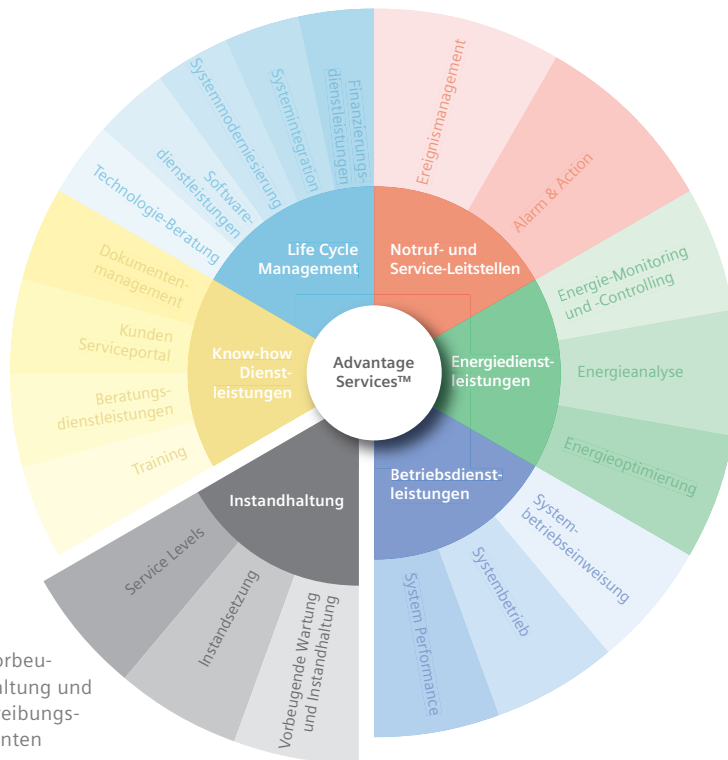 Advantage
Services™
Life Cycle
Management
Finanzierungs-
dienstleistungen
Systemintegration
Systemmodernisierung
Software-
dienstleistungen
Technologie-Beratung
Notruf- und
Service-Leitstellen
Ereignismanagement
Alarm & Action
Energiedienst-
leistungen
Energie-Monitoring
und -Controlling
Energieanalyse
Energieoptimierung
Betriebsdienst-
leistungen
System-
betriebseinweisung
Systembetrieb
System Performance
Instandhaltung
Vorbeugende Wartung
und Instandhaltung
Instandsetzung
Service Levels
Know-how
Dienst-
leistungen
Training
Beratungs-
dienstleistungen
Kunden
Serviceportal
Dokumenten-
management
orbeu-
altung und
reibungs-
nten